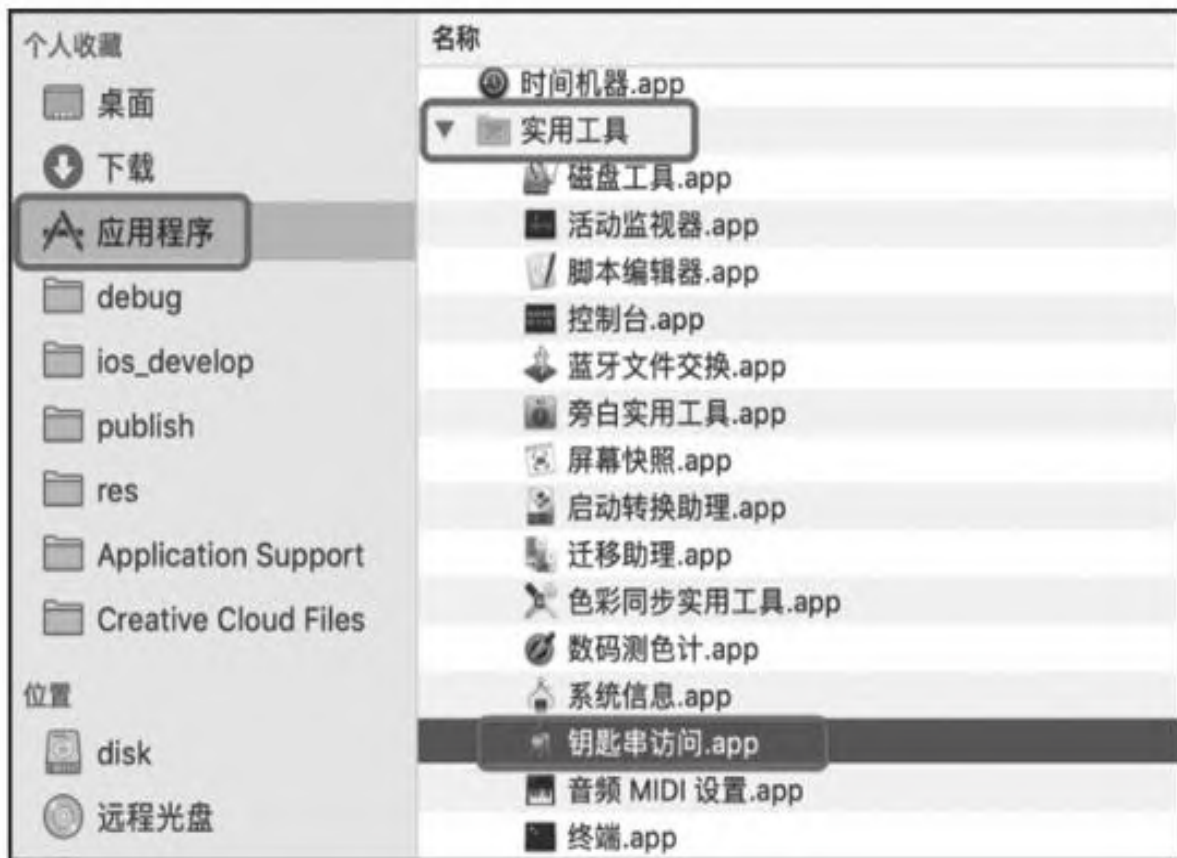 个人收藏
桌面
下载
应用程序
debug
ios_develop
publish
res
Application Support
Creative Cloud Files
位置
disk
远程光盘
名称
时间机器.app
实用工具
磁盘工具.app
活动监视器.app
脚本编辑器.app
控制台.app
蓝牙文件交换.app
旁白实用工具.app
屏幕快照.app
启动转换助理.app
迁移助理.app
色彩同步实用工具.app
数码测色计.app
系统信息.app
钥匙串访问.app
音频 MIDI 设置.app
终端.app